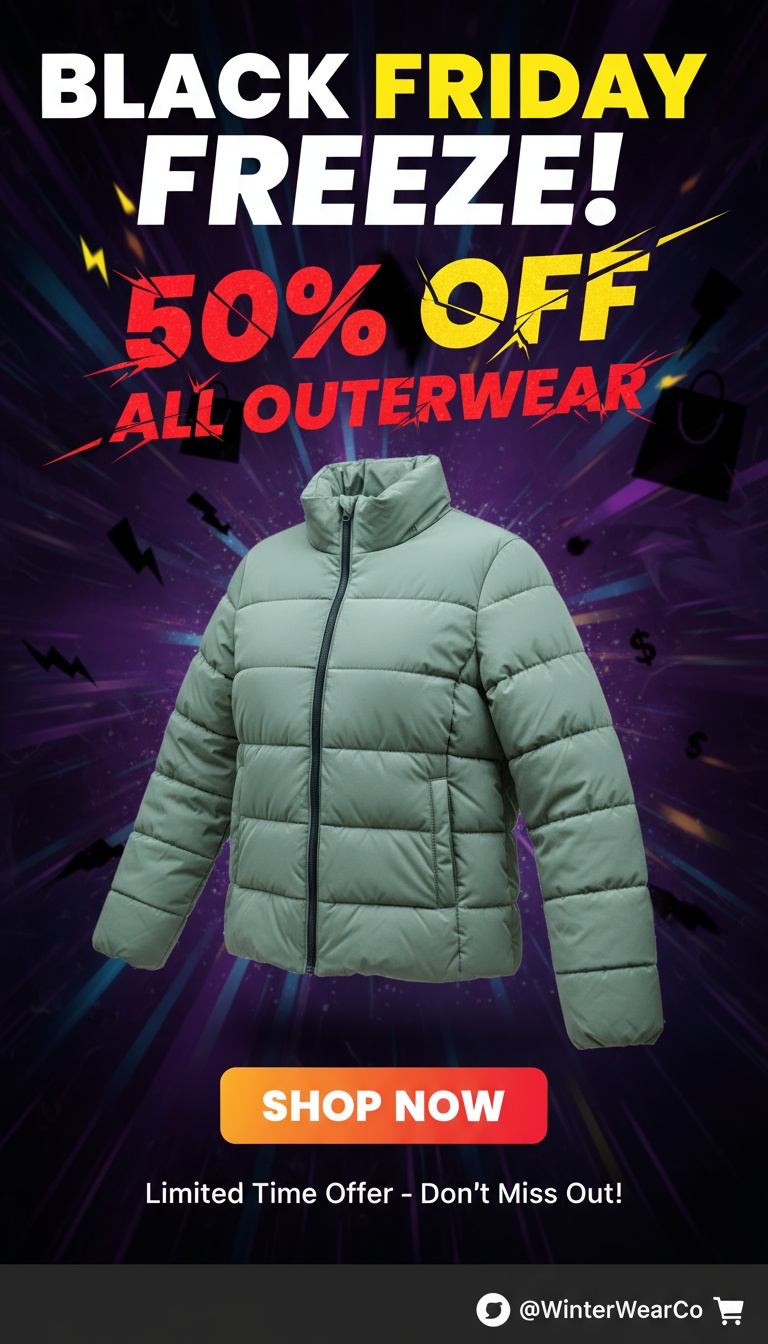 BLACK FRIDAY
FREEZE!
50% OFF
ALL OUTERWEAR
SHOP NOW
Limited Time Offer - Don't Miss Out!
@WinterWearCo